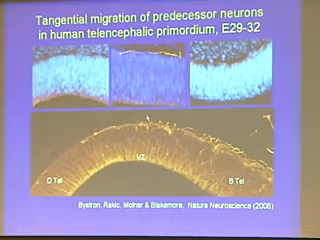 Tangential migration of predecessor neurons
in human telencephalic primordium, E29-32
VZ
D Tel
B Tel
Bystron, Rakic, Molnar & Blakemore, Nature Neuroscience (2006)